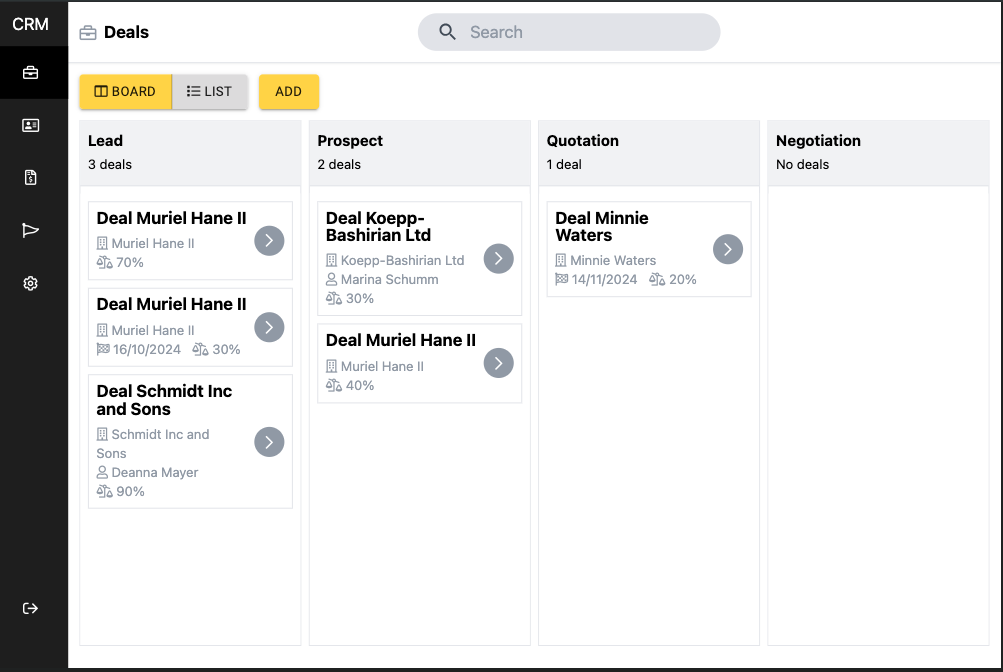 CRM
Deals
Search
BOARD
LIST
ADD
Lead
3 deals
Deal Muriel Hane II
Muriel Hane II
70%
Deal Muriel Hane II
Muriel Hane II
16/10/2024 30%
Deal Schmidt Inc
and Sons
Schmidt Inc and
Sons
Deanna Mayer
90%
Prospect
2 deals
Deal Koepp-
Bashirian Ltd
Koepp-Bashirian Ltd
Marina Schumm
30%
Deal Muriel Hane II
Muriel Hane II
40%
Quotation
1 deal
Deal Minnie
Waters
Minnie Waters
14/11/2024 20%
Negotiation
No deals